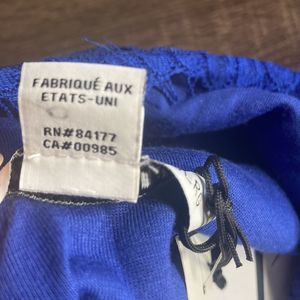 FABRIQUÉ AUX
ETATS-UNI
RN#84177
CA#00985